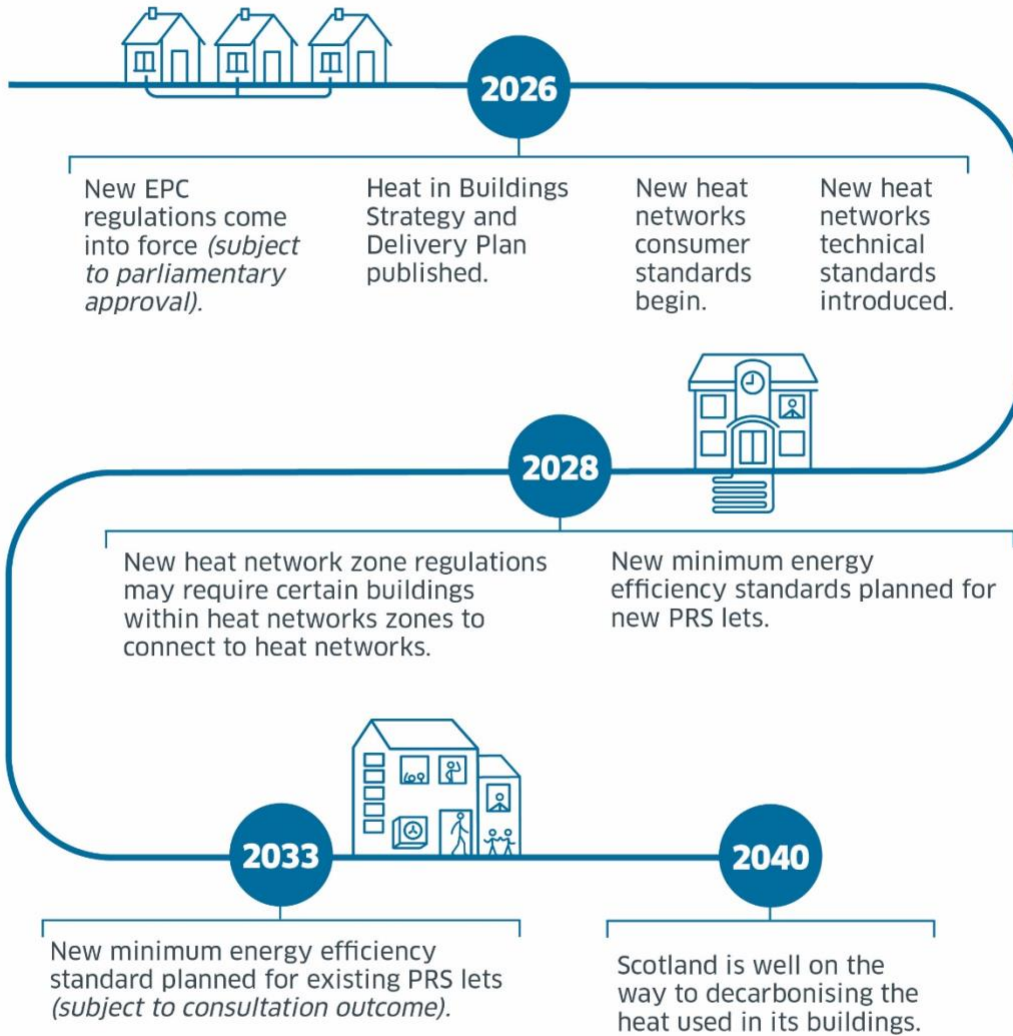 2026
New EPC
regulations come
into force (subject
to parliamentary
approval).
Heat in Buildings
Strategy and
Delivery Plan
published.
New heat
networks
consumer
standards
begin.
New heat
networks
technical
standards
introduced.
2028
New heat network zone regulations
may require certain buildings
within heat networks zones to
connect to heat networks.
New minimum energy
efficiency standards planned for
new PRS lets.
2033
New minimum energy efficiency
standard planned for existing PRS lets
(subject to consultation outcome).
2040
Scotland is well on the
way to decarbonising the
heat used in its buildings.